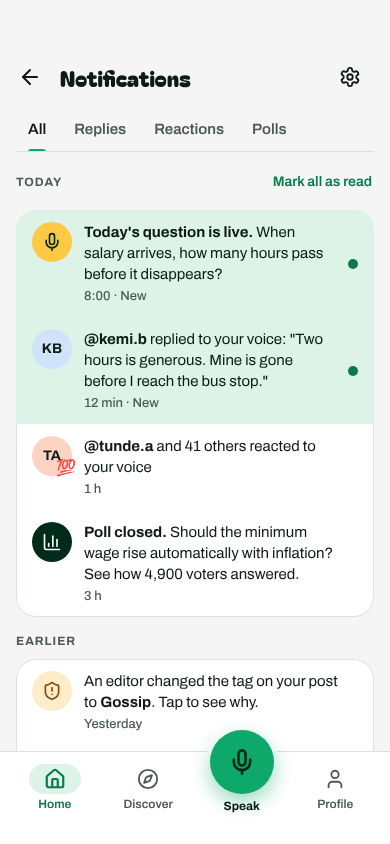 Notifications
All Replies Reactions Polls
TODAY Mark all as read
Today's question is live. When
salary arrives, how many hours pass
before it disappears?
8:00 · New
KB
@kemi.b replied to your voice: "Two
hours is generous. Mine is gone
before I reach the bus stop."
12 min · New
TA
💯
@tunde.a and 41 others reacted to
your voice
1 h
Poll closed. Should the minimum
wage rise automatically with inflation?
See how 4,900 voters answered.
3 h
EARLIER
An editor changed the tag on your post
to Gossip. Tap to see why.
Yesterday
Home Discover Speak Profile